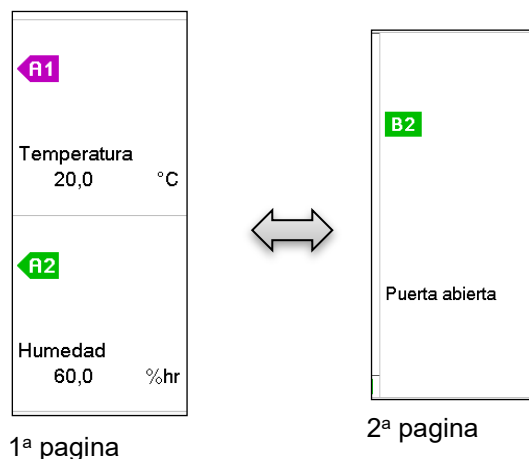 A1
Temperatura
20,0 °C
A2
Humedad
60,0 %hr
1ª pagina
B2
Puerta abierta
2ª pagina